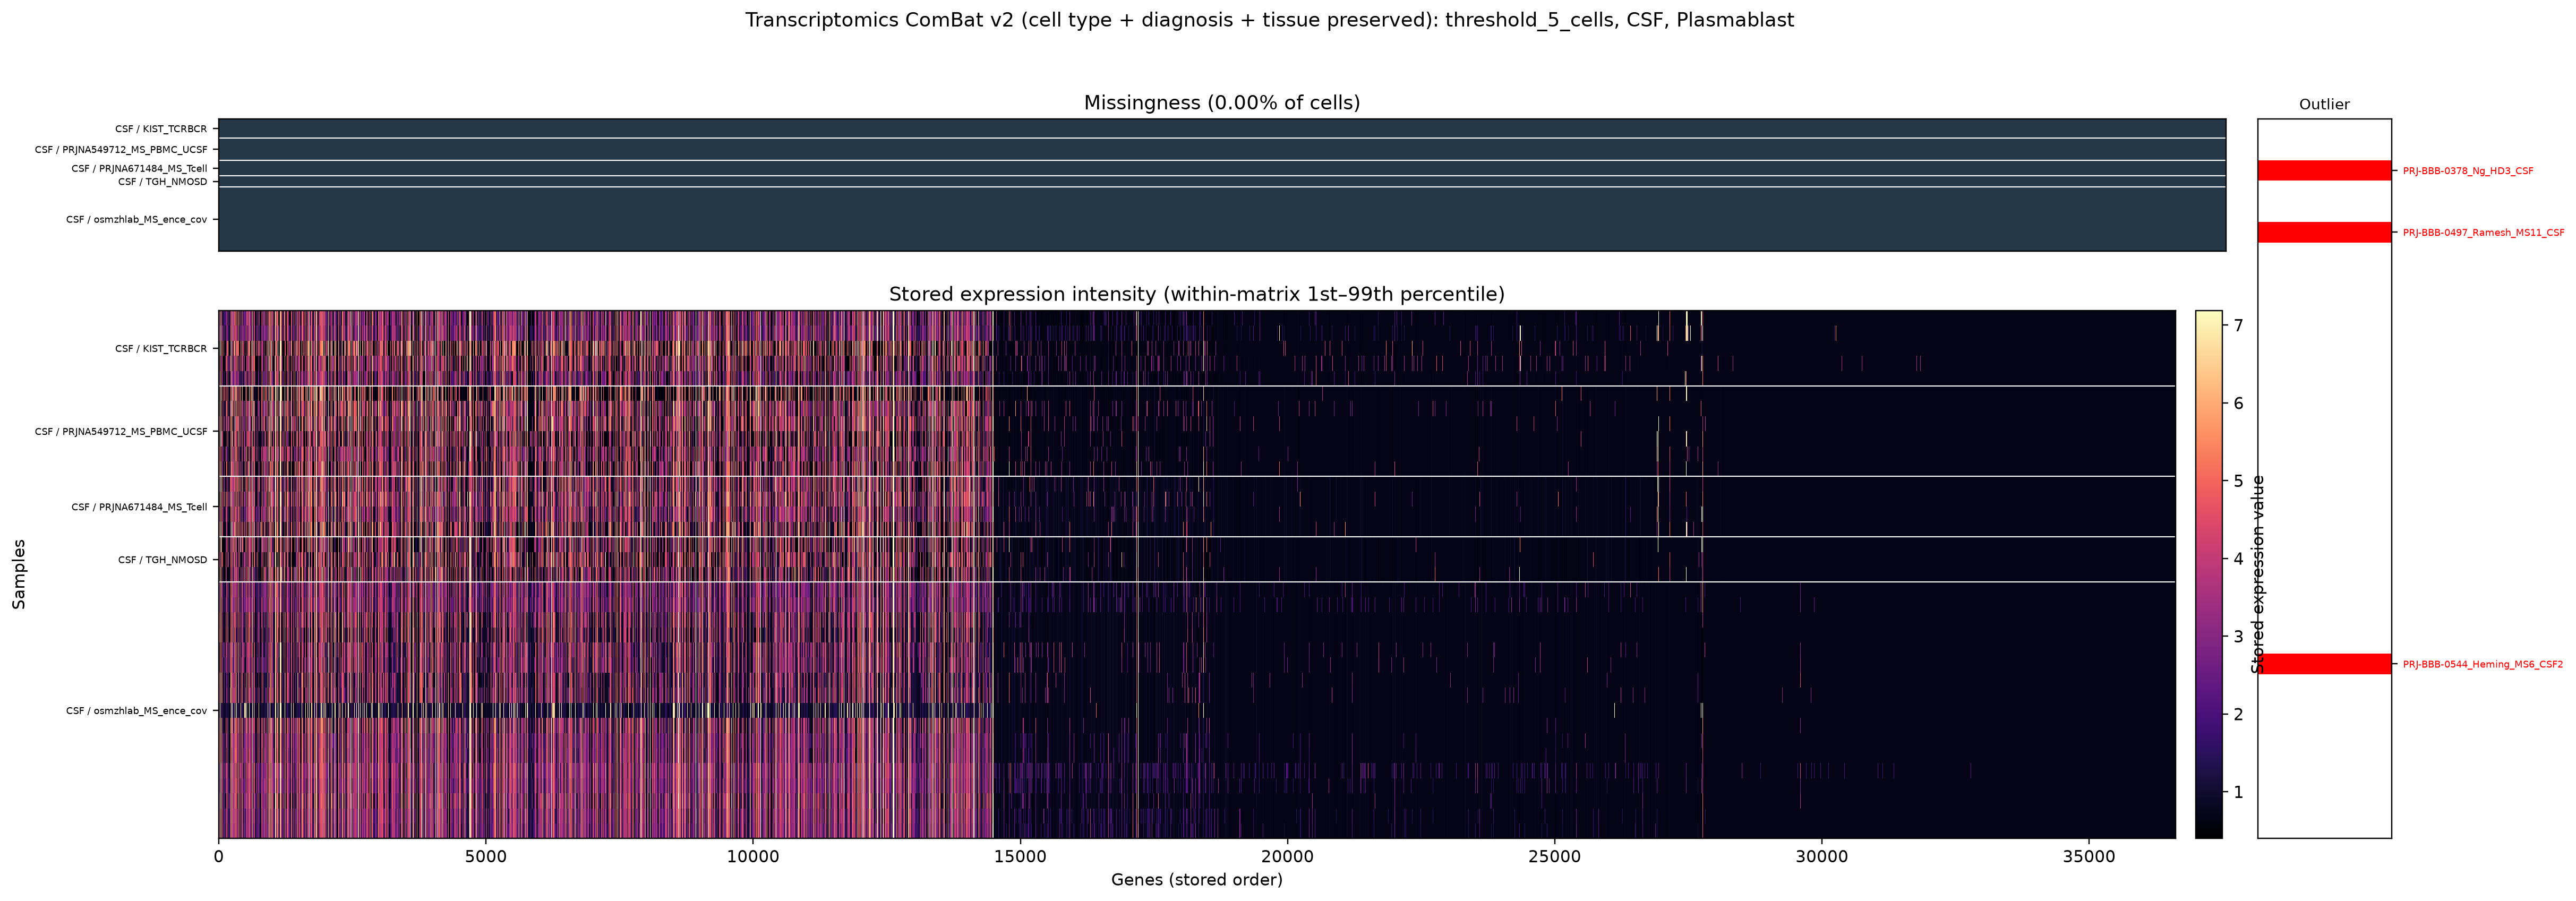 Transcriptomics ComBat v2 (cell type + diagnosis + tissue preserved): threshold_5_cells, CSF, Plasmablast
Missingness (0.00% of cells)
Outlier
CSF / KIST_TCRBCR
CSF / PRJNA549712_MS_PBMC_UCSF
CSF / PRJNA671484_MS_Tcell
CSF / TGH_NMOSD
CSF / osmzhlab_MS_ence_cov
PRJ-BBB-0378_Ng_HD3_CSF
PRJ-BBB-0497_Ramesh_MS11_CSF
PRJ-BBB-0544_Heming_MS6_CSF2
Stored expression intensity (within-matrix 1st–99th percentile)
Samples
CSF / KIST_TCRBCR
CSF / PRJNA549712_MS_PBMC_UCSF
CSF / PRJNA671484_MS_Tcell
CSF / TGH_NMOSD
CSF / osmzhlab_MS_ence_cov
7
6
5
4
3
2
1
Stored expression value
0 5000 10000 15000 20000 25000 30000 35000
Genes (stored order)